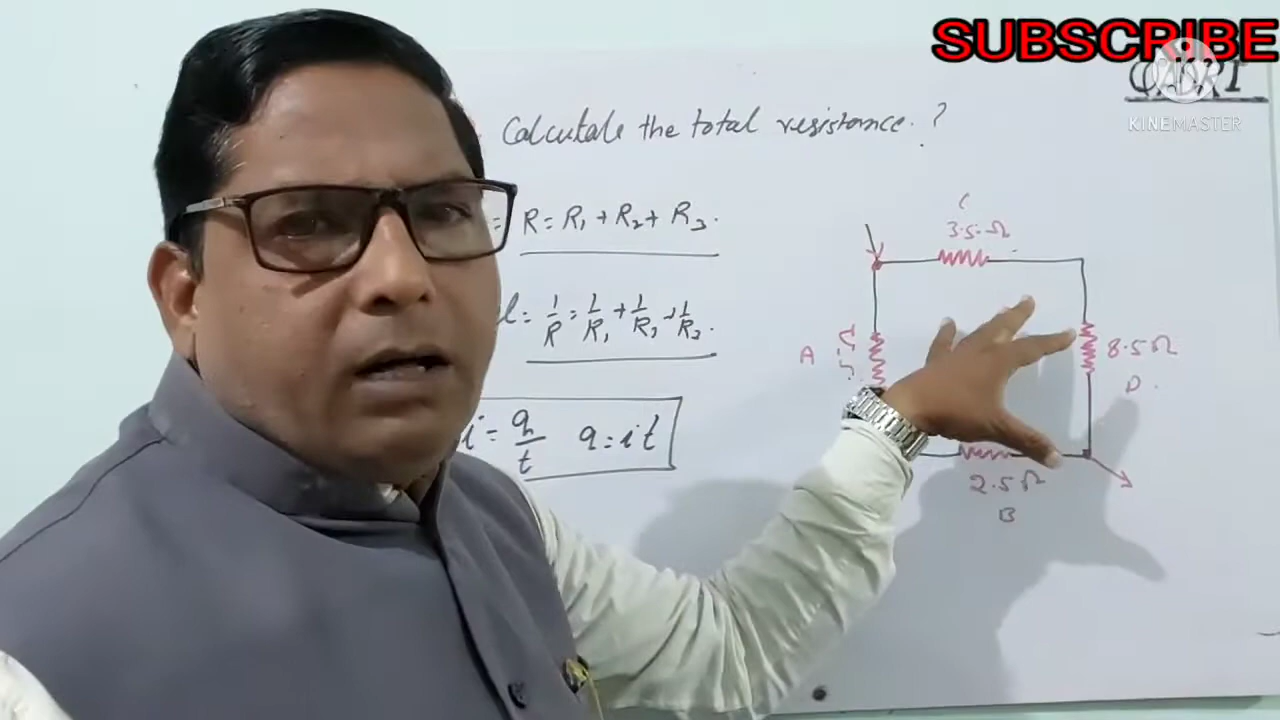 SUBSCRIBE
KINEMASTER
Calculate the total resistance. ?
= R = R₁ + R₂ + R₃.
l = 1/R = 1/R₁ + 1/R₂ + 1/R₃.
i = q/t q = it
C
3.5 Ω
A
8.5 Ω
D.
2.5 Ω
B